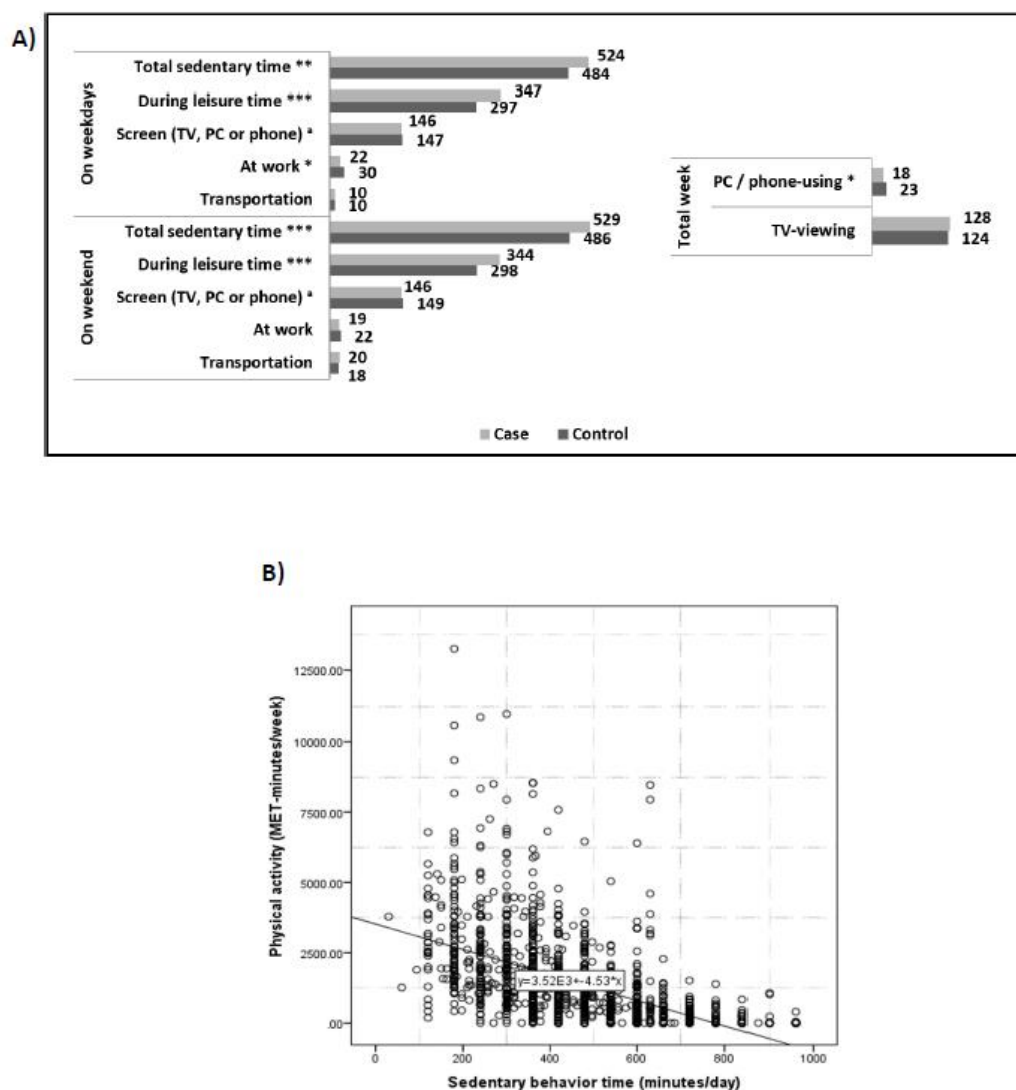 A)
On weekdays
Total sedentary time **
524
484
During leisure time ***
347
297
Screen (TV, PC or phone) ª
146
147
At work *
22
30
Transportation
10
10
On weekend
Total sedentary time ***
529
486
During leisure time ***
344
298
Screen (TV, PC or phone) ª
146
149
At work
19
22
Transportation
20
18
Total week
PC / phone-using *
18
23
TV-viewing
128
124
Case Control
B)
Physical activity (MET-minutes/week)
12500.00
10000.00
7500.00
5000.00
2500.00
.00
y=3.52E3+-4.53*x
0 200 400 600 800 1000
Sedentary behavior time (minutes/day)